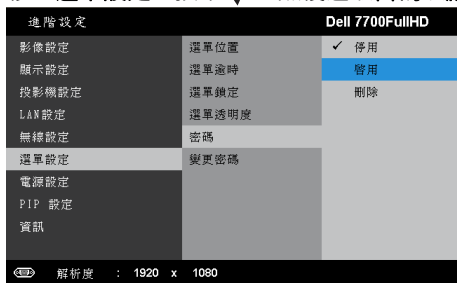 進階設定
Dell 7700FullHD
影像設定
顯示設定
投影機設定
LAN設定
無線設定
選單設定
電源設定
PIP 設定
資訊
選單位置
選單逾時
選單鎖定
選單透明度
密碼
變更密碼
✓ 停用
啓用
刪除
解析度 : 1920 x 1080